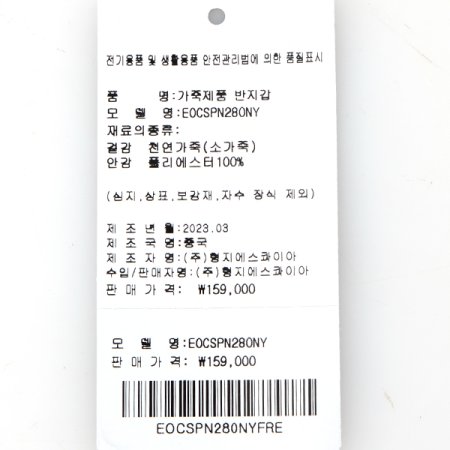 전기용품 및 생활용품 안전관리법에 의한 품질표시
품 명:가죽제품 반지갑
모 델 명:EOCSPN280NY
재료의종류:
겉감 천연가죽(소가죽)
안감 폴리에스터100%
(심지,상표,보강재,자수 장식 제외)
제 조 년 월:2023.03
제 조 국 명:중국
제 조 자 명:(주)형지에스콰이아
수입/판매자명:(주)형지에스콰이아
판 매 가 격: ₩159,000
모 델 명:EOCSPN280NY
판 매 가 격: ₩159,000
EOCSPN280NYFRE